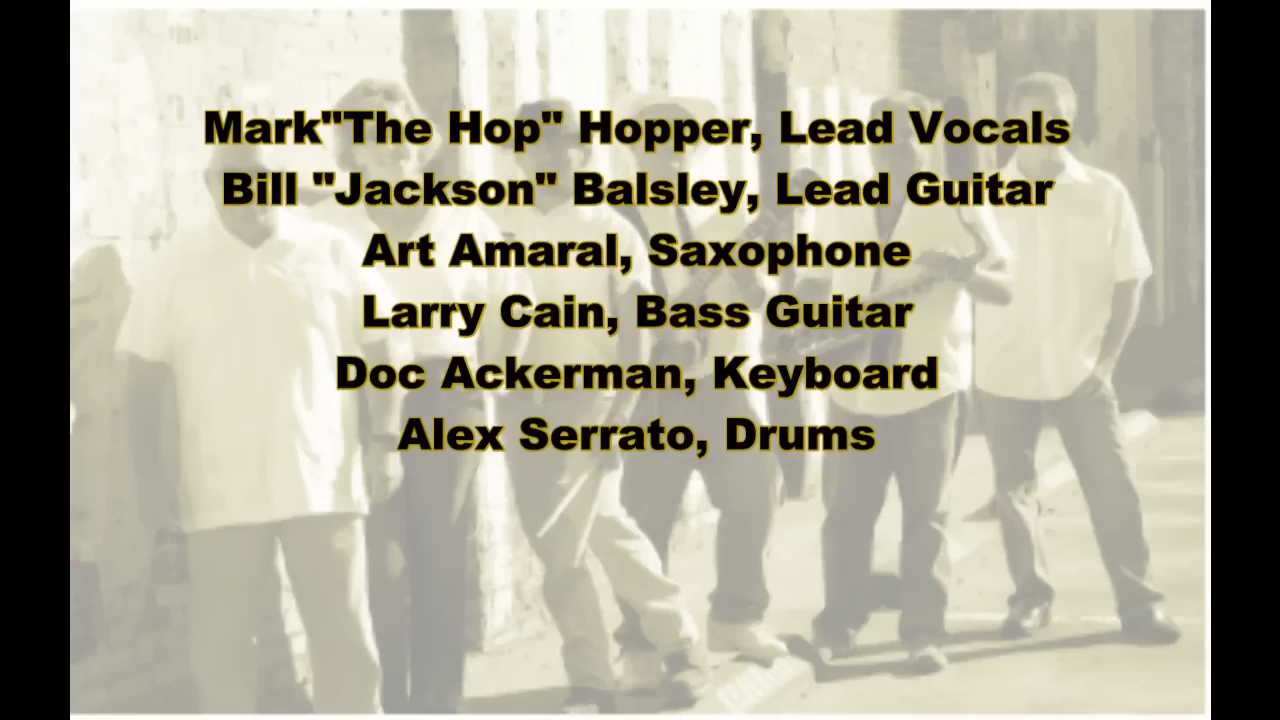 Mark"The Hop" Hopper, Lead Vocals
Bill "Jackson" Balsley, Lead Guitar
Art Amaral, Saxophone
Larry Cain, Bass Guitar
Doc Ackerman, Keyboard
Alex Serrato, Drums